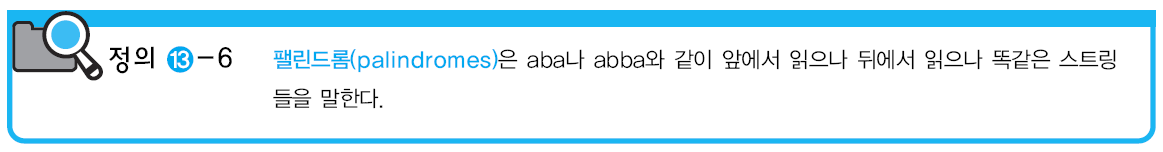 정의 13-6 팰린드롬(palindromes)은 aba나 abba와 같이 앞에서 읽으나 뒤에서 읽으나 똑같은 스트링
들을 말한다.